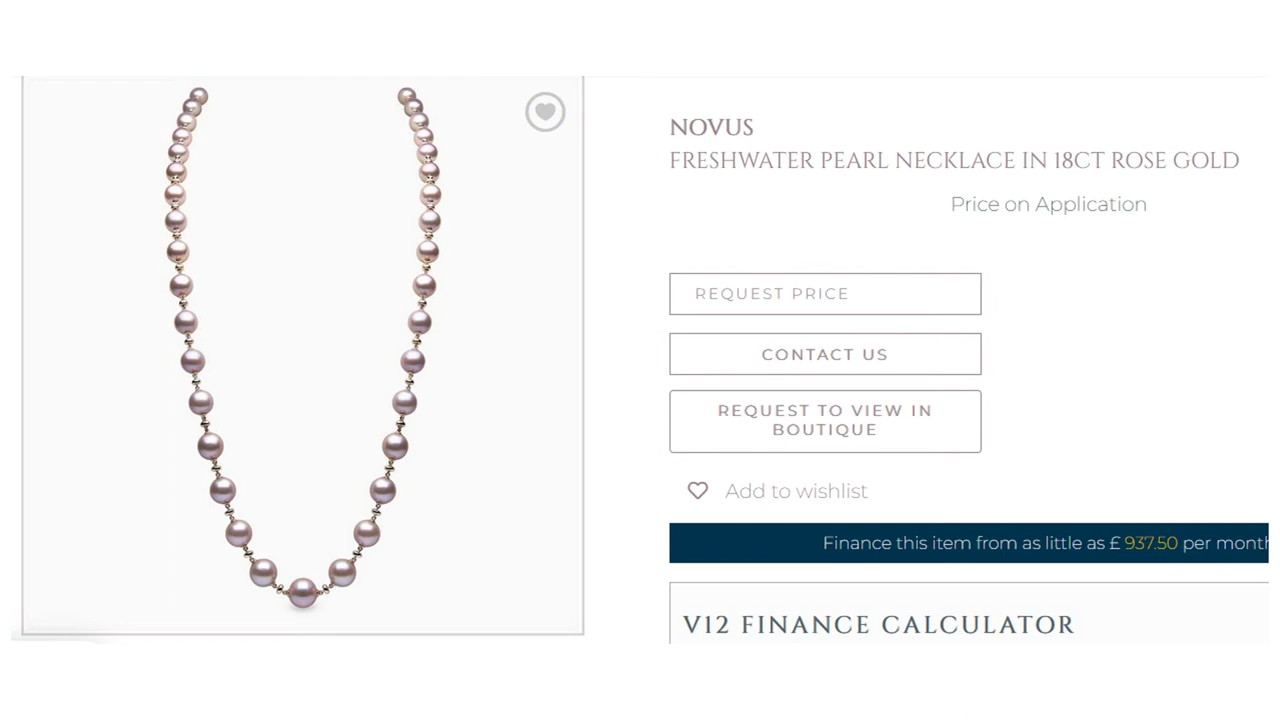 NOVUS
FRESHWATER PEARL NECKLACE IN 18CT ROSE GOLD
Price on Application
REQUEST PRICE
CONTACT US
REQUEST TO VIEW IN
BOUTIQUE
Add to wishlist
Finance this item from as little as £ 937.50 per month
V12 FINANCE CALCULATOR